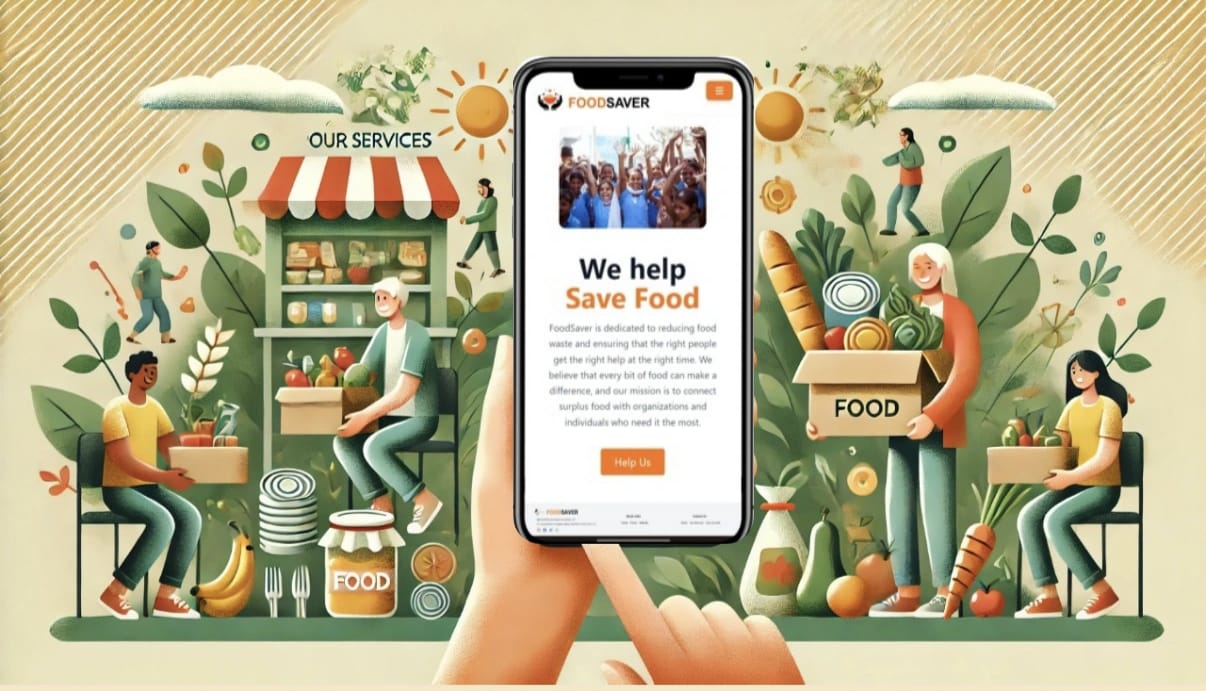 OUR SERVICES
FOODSAVER
We help
Save Food
FoodSaver is dedicated to reducing food
waste and ensuring that the right people
get the right help at the right time. We
believe that every bit of food can make a
difference, and our mission is to connect
surplus food with organizations and
individuals who need it the most.
Help Us
FOODSAVER
FOOD
FOOD